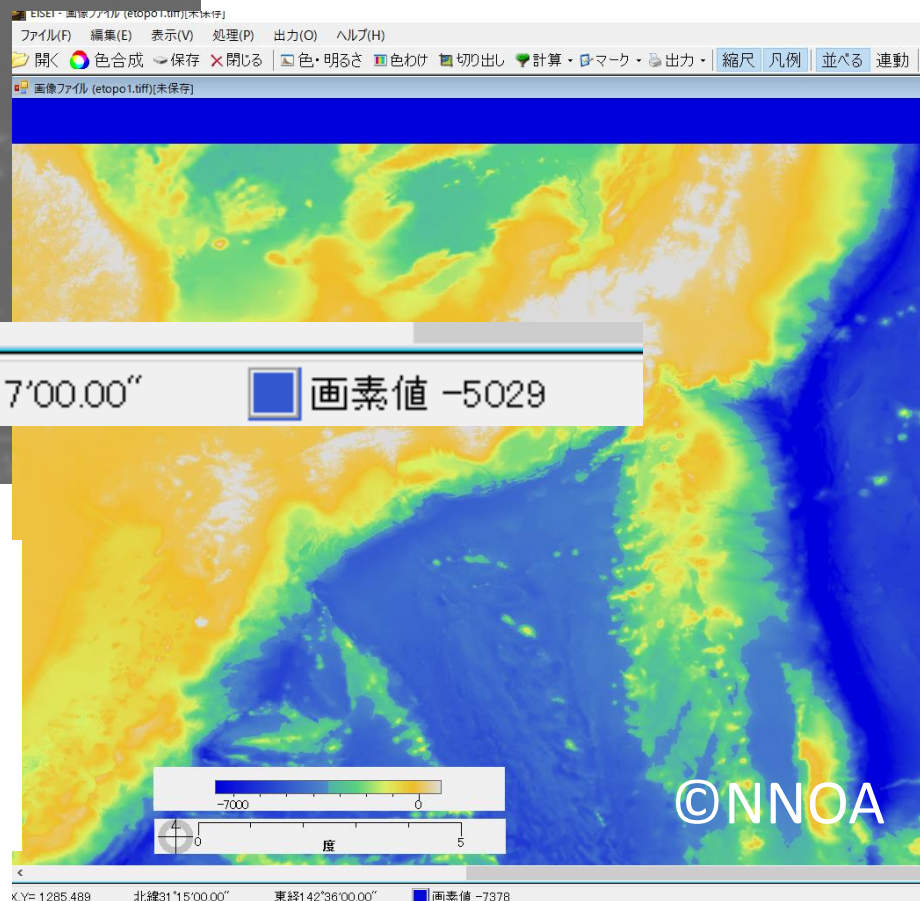 EISEI - 画像ファイル (etopo1.tiff)[未保存]
ファイル(F) 編集(E) 表示(V) 処理(P) 出力(O) ヘルプ(H)
開く 色合成 保存 ×閉じる 色・明るさ 色わけ 切り出し 計算 マーク 出力 縮尺 凡例 並べる 連動
画像ファイル (etopo1.tiff)[未保存]
7'00.00" 画素値 -5029
-7000 0
0 度 5
©NNOA
X,Y= 1285,489 北緯31°15'00.00" 東経142°36'00.00" 画素値 -7378